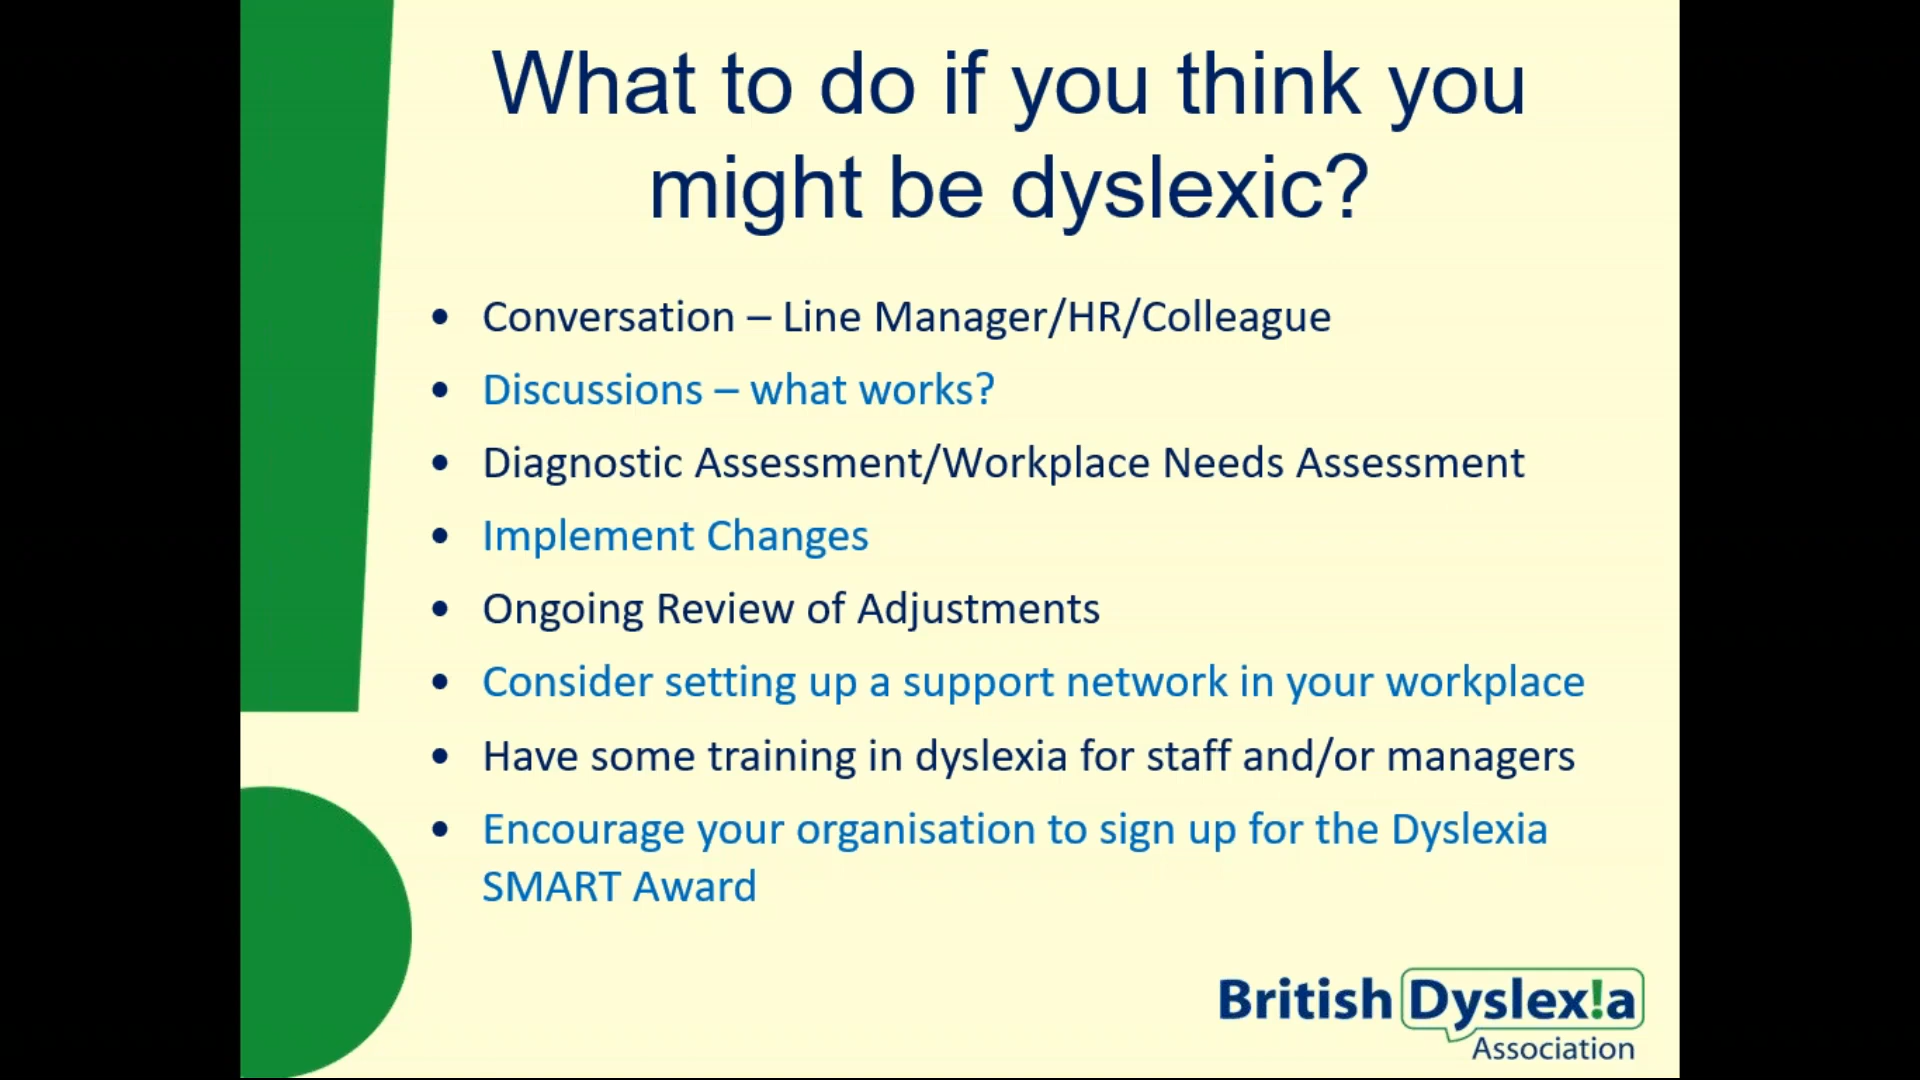 What to do if you think you
might be dyslexic?
• Conversation – Line Manager/HR/Colleague
• Discussions – what works?
• Diagnostic Assessment/Workplace Needs Assessment
• Implement Changes
• Ongoing Review of Adjustments
• Consider setting up a support network in your workplace
• Have some training in dyslexia for staff and/or managers
• Encourage your organisation to sign up for the Dyslexia
SMART Award
British Dyslex!a
Association